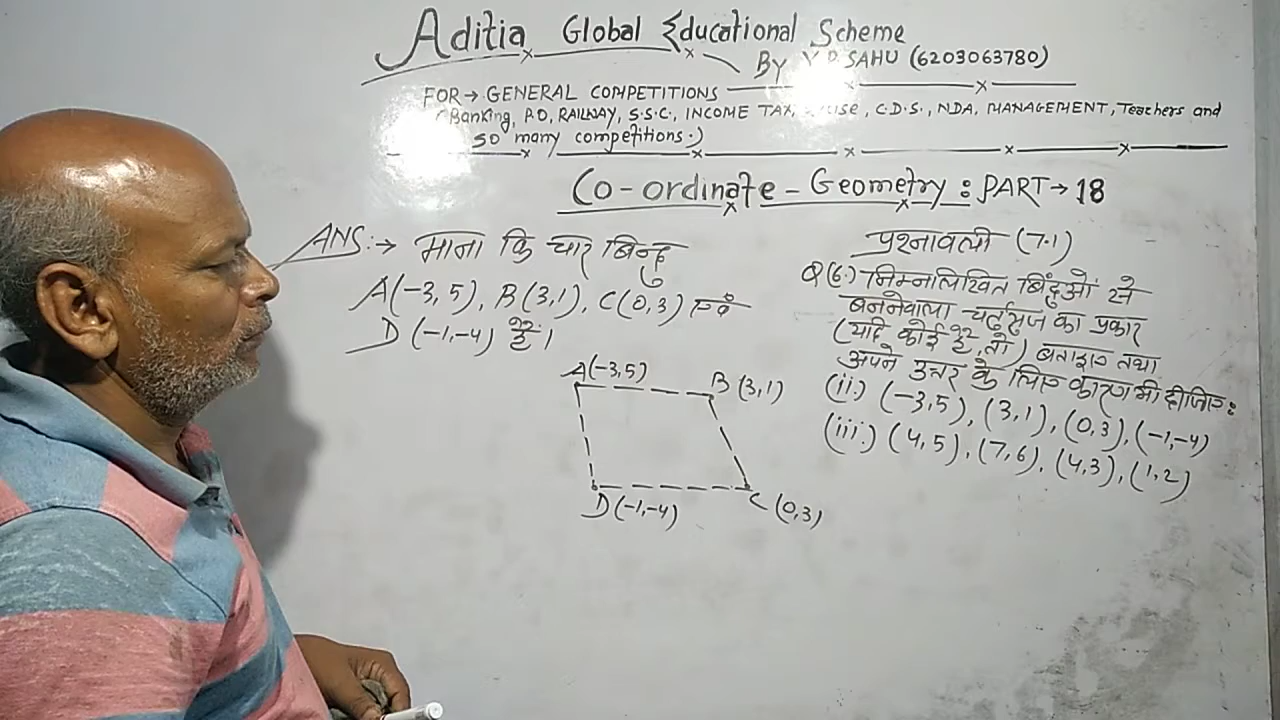 Aditia Global Educational Scheme
By Y.P. SAHU (6203063780)
FOR → GENERAL COMPETITIONS
(Banking, P.O, RAILWAY, S.S.C., INCOME TAX, C.D.S., NDA, MANAGEMENT, Teachers and
so many competitions.)
Co-ordinate-Geometry: PART → 18
ANS:→ माना कि चार बिन्दु
A(-3,5), B(3,1), C(0,3) एवं
D(-1,-4) है।
A(-3,5)
B(3,1)
D(-1,-4)
C(0,3)
प्रश्नावली (7.1)
Q(6.) निम्नलिखित बिंदुओं से
बननेवाला चर्तुभुज का प्रकार
(यदि कोई है, तो) बताइए तथा
अपने उत्तर के लिए कारण भी दीजिए:
(ii.) (-3,5), (3,1), (0,3), (-1,-4)
(iii.) (4,5), (7,6), (4,3), (1,2)